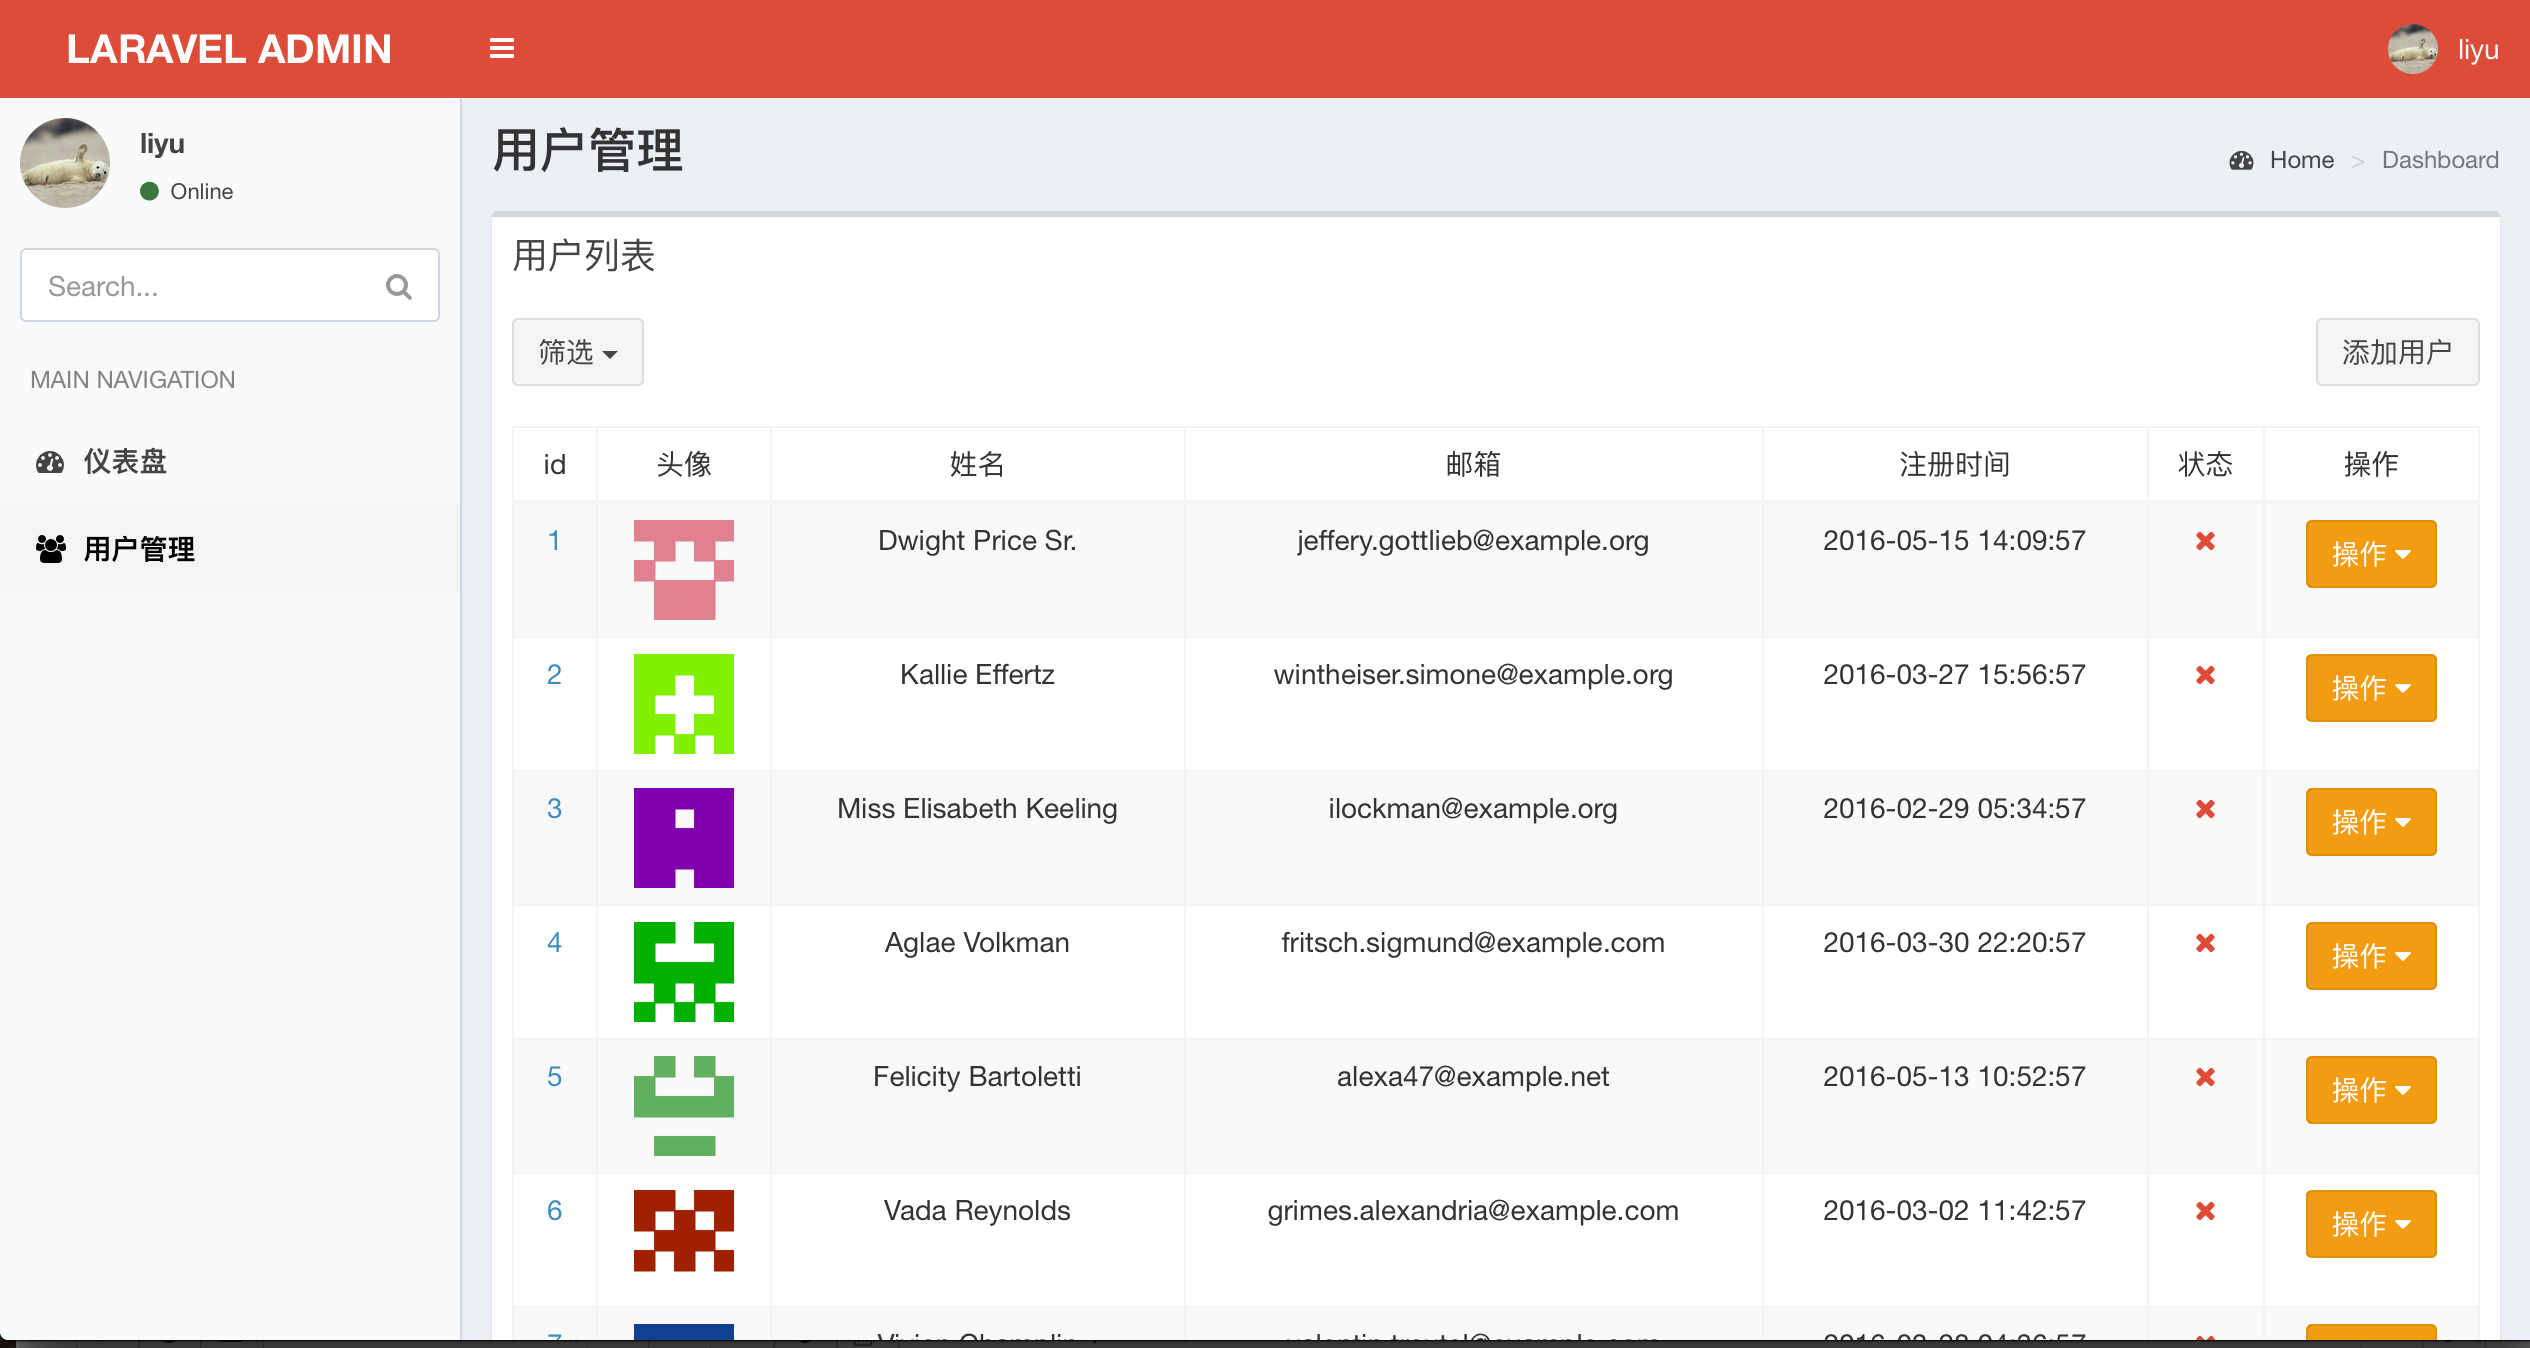 LARAVEL ADMIN
liyu
liyu
Online
Search...
MAIN NAVIGATION
仪表盘
用户管理
用户管理
Home > Dashboard
用户列表
筛选
添加用户
id 头像 姓名 邮箱 注册时间 状态 操作
1 Dwight Price Sr. jeffery.gottlieb@example.org 2016-05-15 14:09:57 操作
2 Kallie Effertz wintheiser.simone@example.org 2016-03-27 15:56:57 操作
3 Miss Elisabeth Keeling ilockman@example.org 2016-02-29 05:34:57 操作
4 Aglae Volkman fritsch.sigmund@example.com 2016-03-30 22:20:57 操作
5 Felicity Bartoletti alexa47@example.net 2016-05-13 10:52:57 操作
6 Vada Reynolds grimes.alexandria@example.com 2016-03-02 11:42:57 操作
7